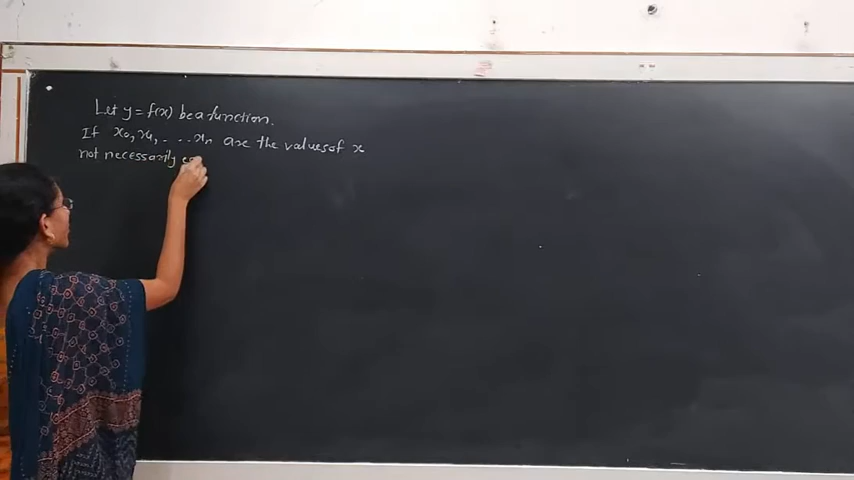 Let y = f(x) be a function.
If x₀, x₁, . . . xₙ are the values of x
not necessarily